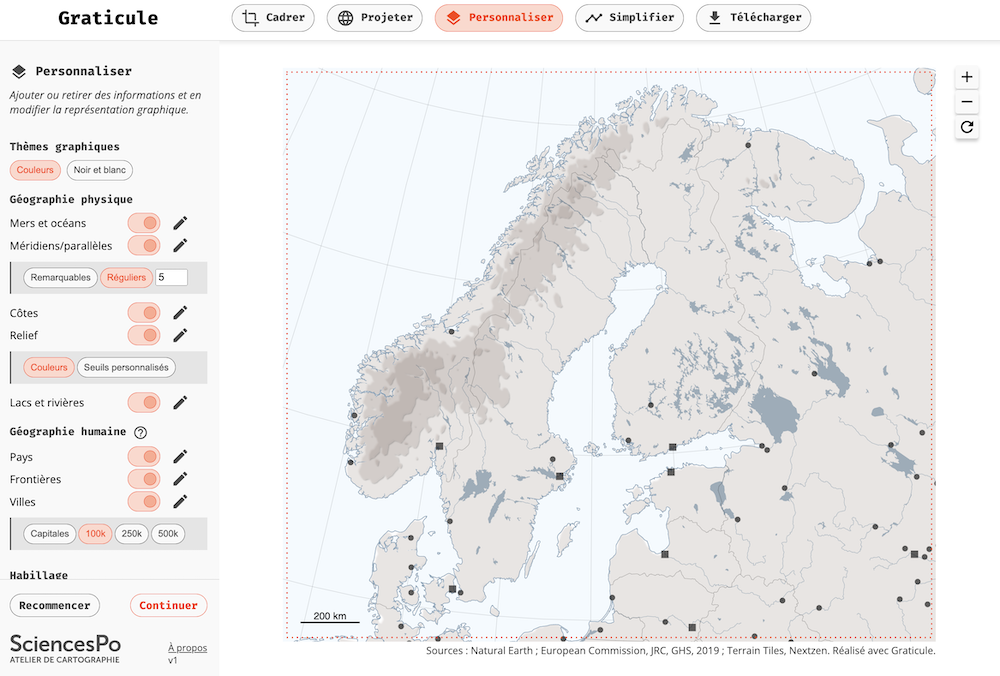 Graticule
Cadrer
Projeter
Personnaliser
Simplifier
Télécharger
Personnaliser
Ajouter ou retirer des informations et en
modifier la représentation graphique.
Thèmes graphiques
Couleurs Noir et blanc
Géographie physique
Mers et océans
Méridiens/parallèles
Remarquables Réguliers 5
Côtes
Relief
Couleurs Seuils personnalisés
Lacs et rivières
Géographie humaine ?
Pays
Frontières
Villes
Capitales 100k 250k 500k
Habillage
Recommencer Continuer
SciencesPo
ATELIER DE CARTOGRAPHIE
À propos
v1
200 km
Sources : Natural Earth ; European Commission, JRC, GHS, 2019 ; Terrain Tiles, Nextzen. Réalisé avec Graticule.